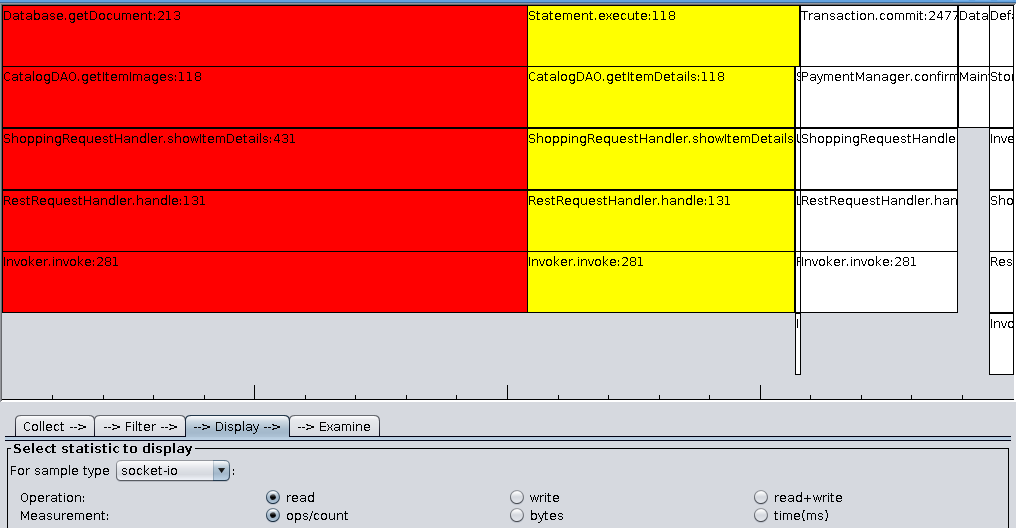 Database.getDocument:213 Statement.execute:118 Transaction.commit:2477 Data Defa
CatalogDAO.getItemImages:118 CatalogDAO.getItemDetails:118 PaymentManager.confirm Main Stor
ShoppingRequestHandler.showItemDetails:431 ShoppingRequestHandler.showItemDetails ShoppingRequestHandle Inve
RestRequestHandler.handle:131 RestRequestHandler.handle:131 RestRequestHandler.han Sho
Invoker.invoke:281 Invoker.invoke:281 Invoker.invoke:281 Res
Invo
Collect --> --> Filter --> --> Display --> --> Examine
Select statistic to display
For sample type socket-io :
Operation: read write read+write
Measurement: ops/count bytes time(ms)